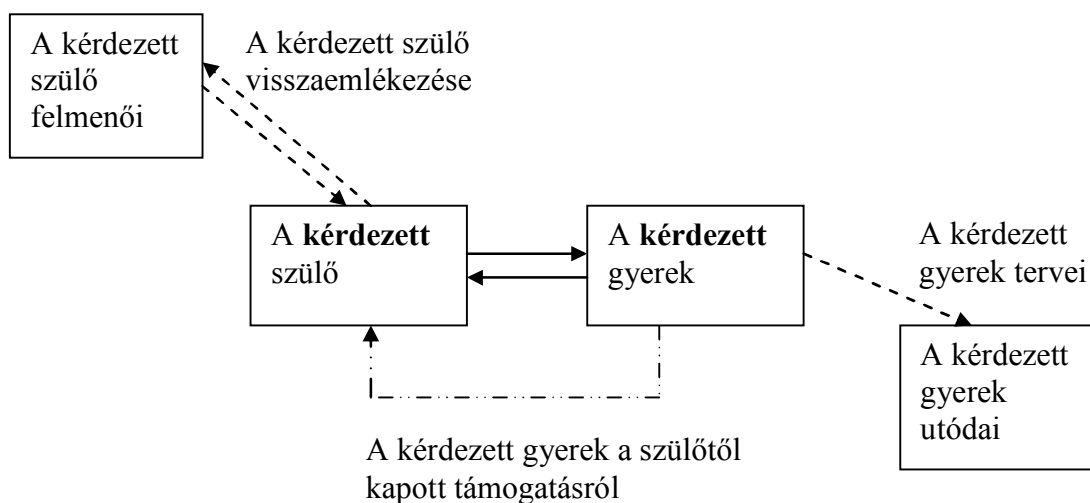 A kérdezett
szülő
felmenői
A kérdezett szülő
visszaemlékezése
A kérdezett
szülő
A kérdezett
gyerek
A kérdezett
gyerek tervei
A kérdezett
gyerek
utódai
A kérdezett gyerek a szülőtől
kapott támogatásról